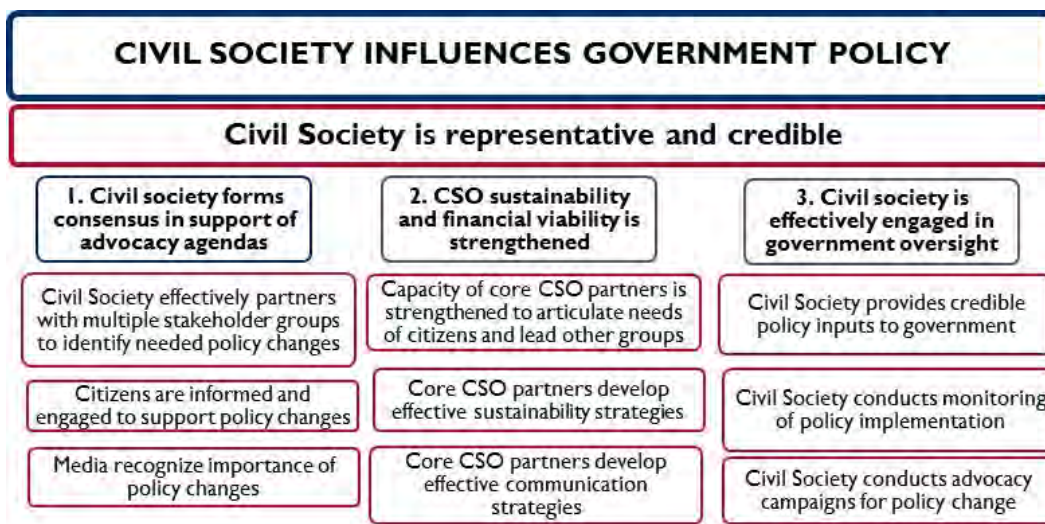 CIVIL SOCIETY INFLUENCES GOVERNMENT POLICY
Civil Society is representative and credible
1. Civil society forms
consensus in support of
advocacy agendas
2. CSO sustainability
and financial viability is
strengthened
3. Civil society is
effectively engaged in
government oversight
Civil Society effectively partners
with multiple stakeholder groups
to identify needed policy changes
Capacity of core CSO partners is
strengthened to articulate needs
of citizens and lead other groups
Civil Society provides credible
policy inputs to government
Citizens are informed and
engaged to support policy changes
Core CSO partners develop
effective sustainability strategies
Civil Society conducts monitoring
of policy implementation
Media recognize importance of
policy changes
Core CSO partners develop
effective communication
strategies
Civil Society conducts advocacy
campaigns for policy change